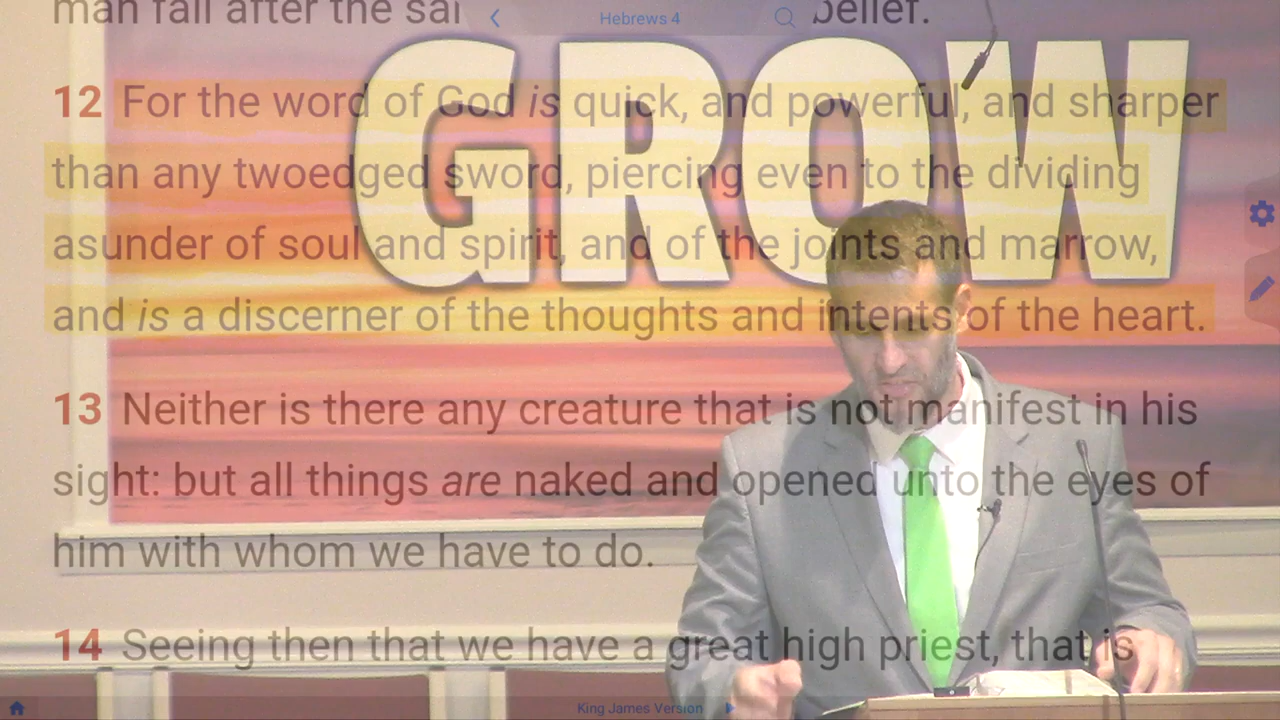 man fall after the sa
belief.
Hebrews 4
GROW
12 For the word of God is quick, and powerful, and sharper
than any twoedged sword, piercing even to the dividing
asunder of soul and spirit, and of the joints and marrow,
and is a discerner of the thoughts and intents of the heart.
13 Neither is there any creature that is not manifest in his
sight: but all things are naked and opened unto the eyes of
him with whom we have to do.
14 Seeing then that we have a great high priest, that is
King James Version